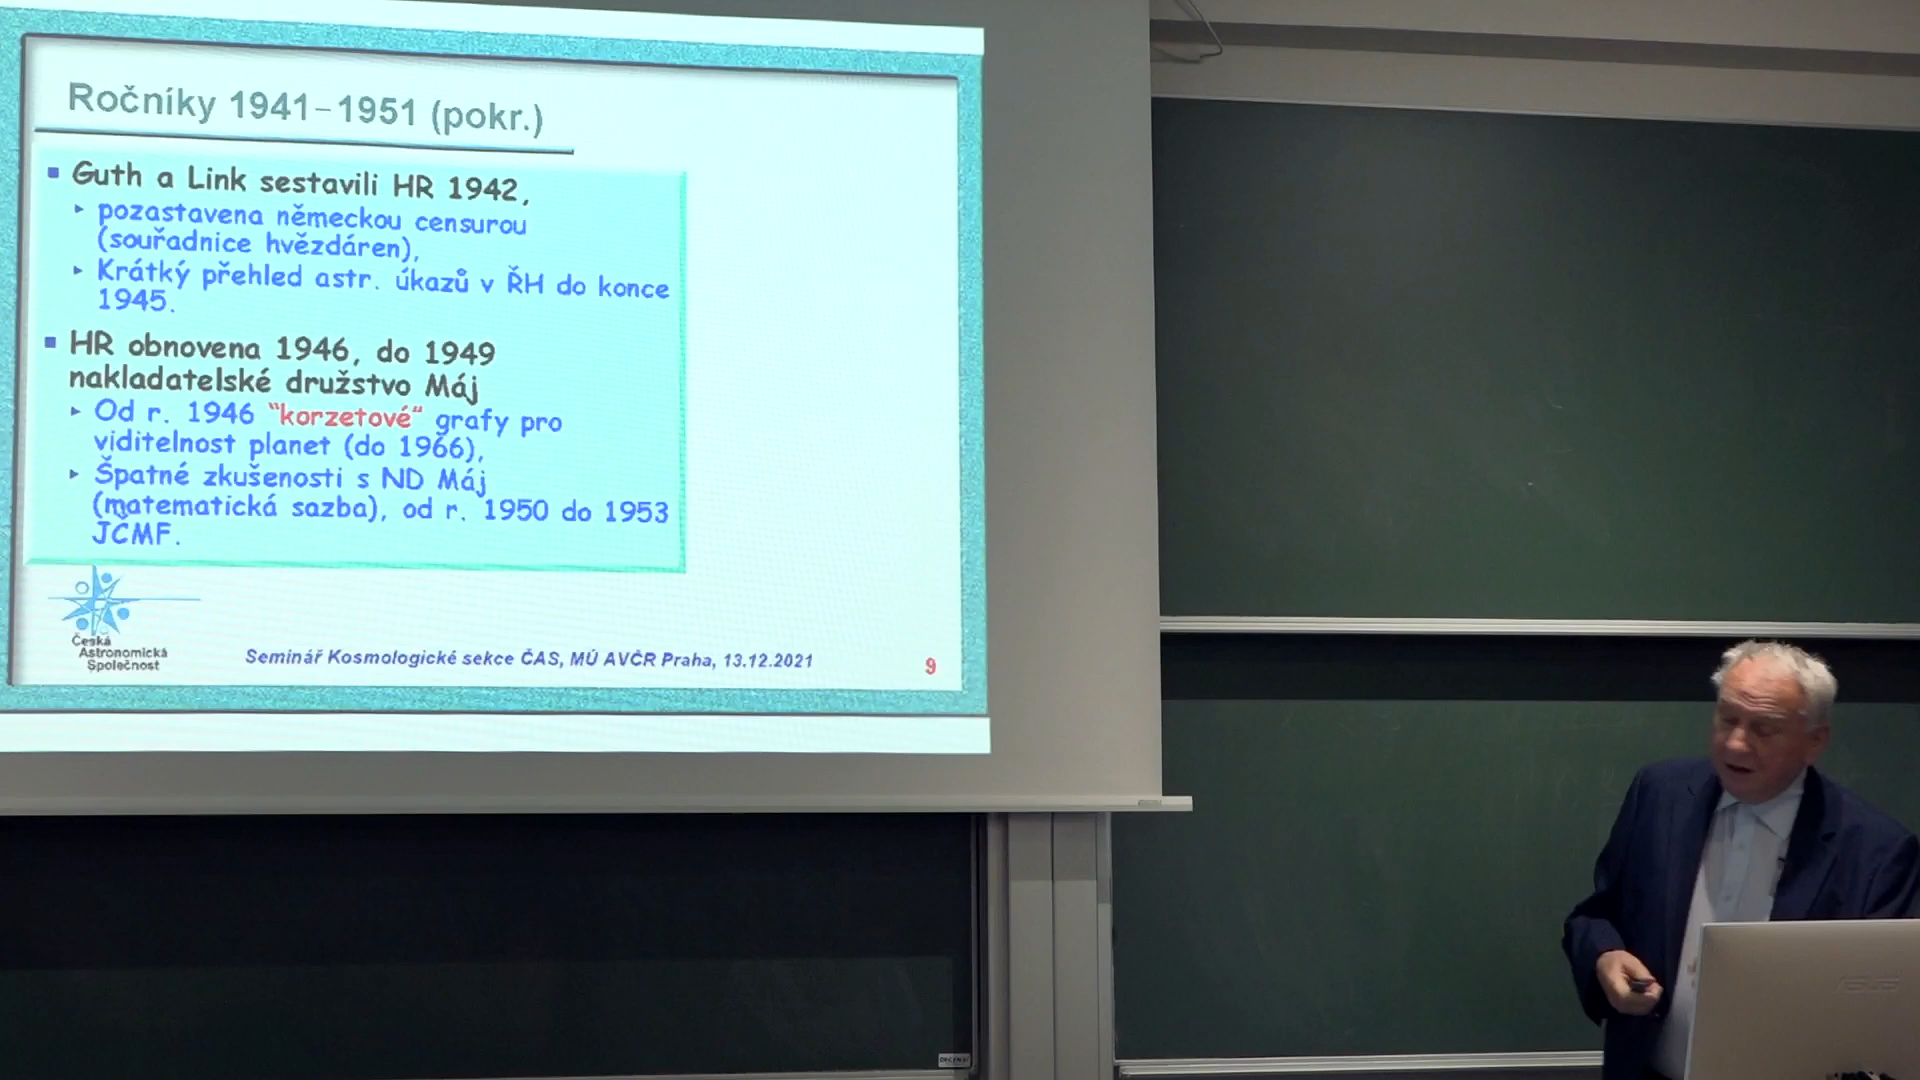 Ročníky 1941–1951 (pokr.)
Guth a Link sestavili HR 1942,
pozastavena německou censurou
(souřadnice hvězdáren),
Krátký přehled astr. úkazů v ŘH do konce
1945.
HR obnovena 1946, do 1949
nakladatelské družstvo Máj
Od r. 1946 "korzetové" grafy pro
viditelnost planet (do 1966),
Špatné zkušenosti s ND Máj
(matematická sazba), od r. 1950 do 1953
JČMF.
Česká
Astronomická
Společnost
Seminář Kosmologické sekce ČAS, MÚ AVČR Praha, 13.12.2021
9
ASUS